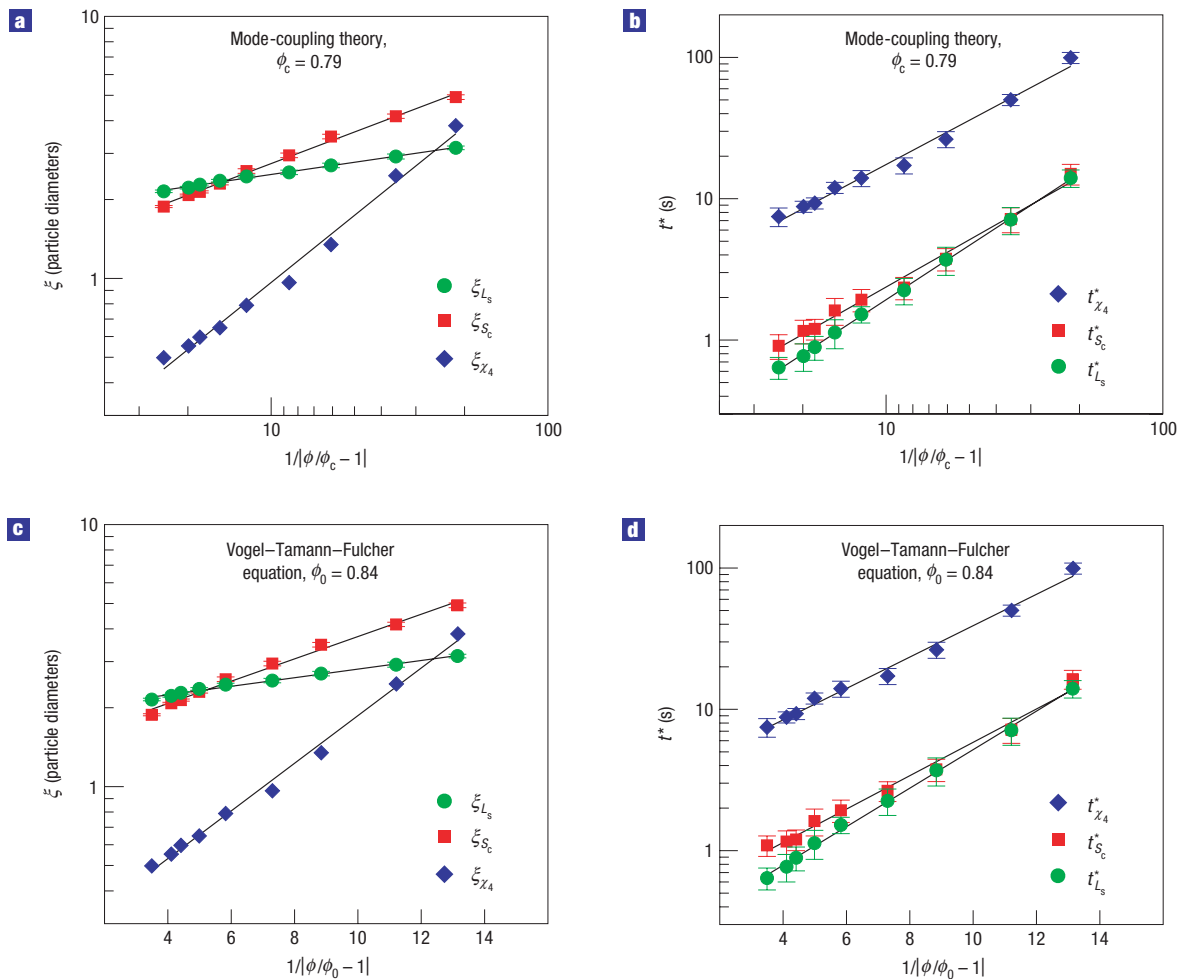 a
Mode-coupling theory,
ϕc = 0.79
10
1
ξ (particle diameters)
ξLs
ξSc
ξχ4
10
100
1/|ϕ/ϕc – 1|
b
Mode-coupling theory,
ϕc = 0.79
100
10
1
t* (s)
t*χ4
t*Sc
t*Ls
10
100
1/|ϕ/ϕc – 1|
c
Vogel–Tamann–Fulcher
equation, ϕ0 = 0.84
10
1
ξ (particle diameters)
ξLs
ξSc
ξχ4
4 6 8 10 12 14
1/|ϕ/ϕ0 – 1|
d
Vogel–Tamann–Fulcher
equation, ϕ0 = 0.84
100
10
1
t* (s)
t*χ4
t*Sc
t*Ls
4 6 8 10 12 14
1/|ϕ/ϕ0 – 1|